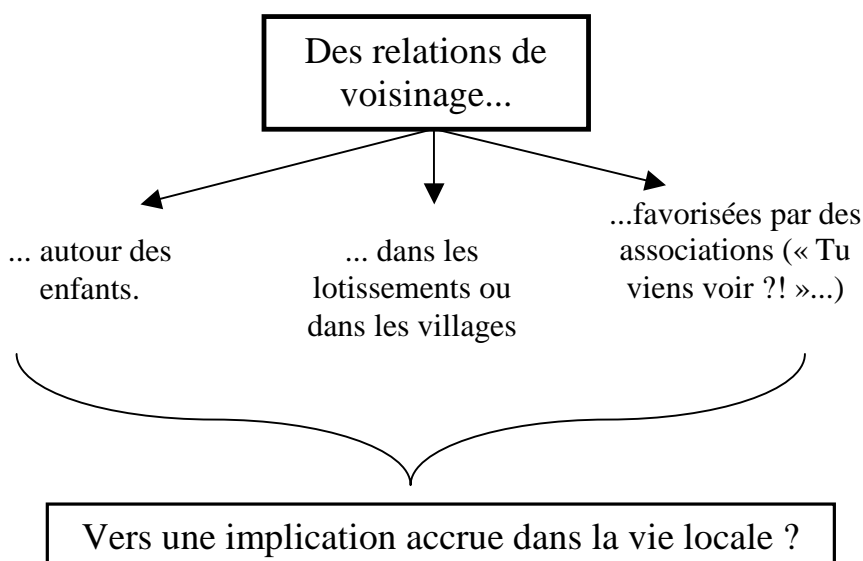 Des relations de
voisinage...
... autour des
enfants.
... dans les
lotissements ou
dans les villages
...favorisées par des
associations (« Tu
viens voir ?! »...)
Vers une implication accrue dans la vie locale ?